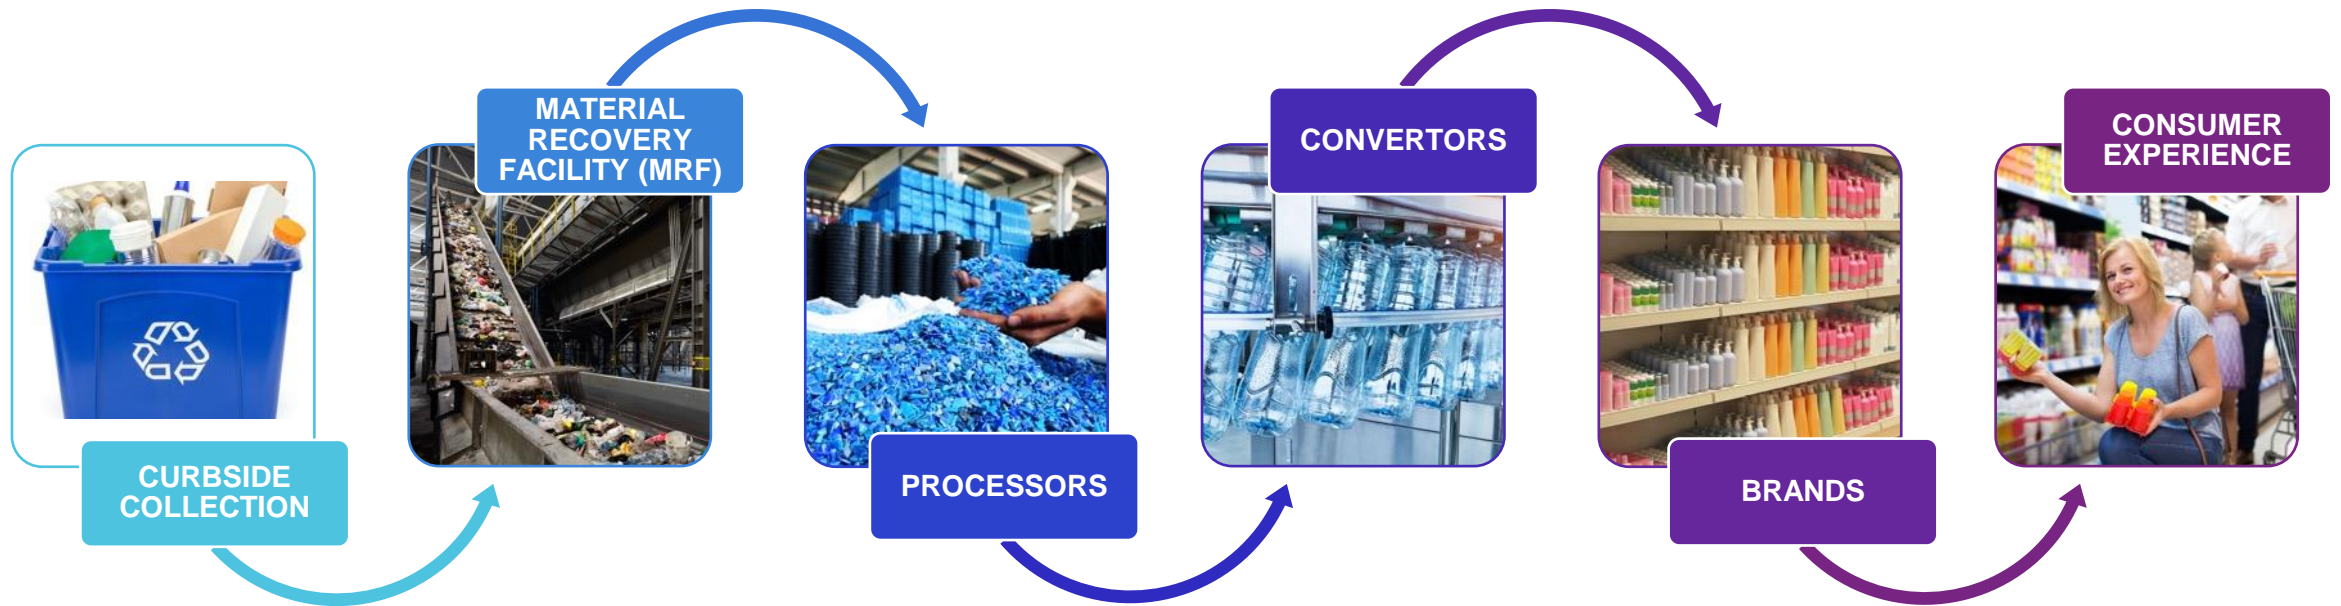 CURBSIDE
COLLECTION
MATERIAL
RECOVERY
FACILITY (MRF)
PROCESSORS
CONVERTORS
BRANDS
CONSUMER
EXPERIENCE